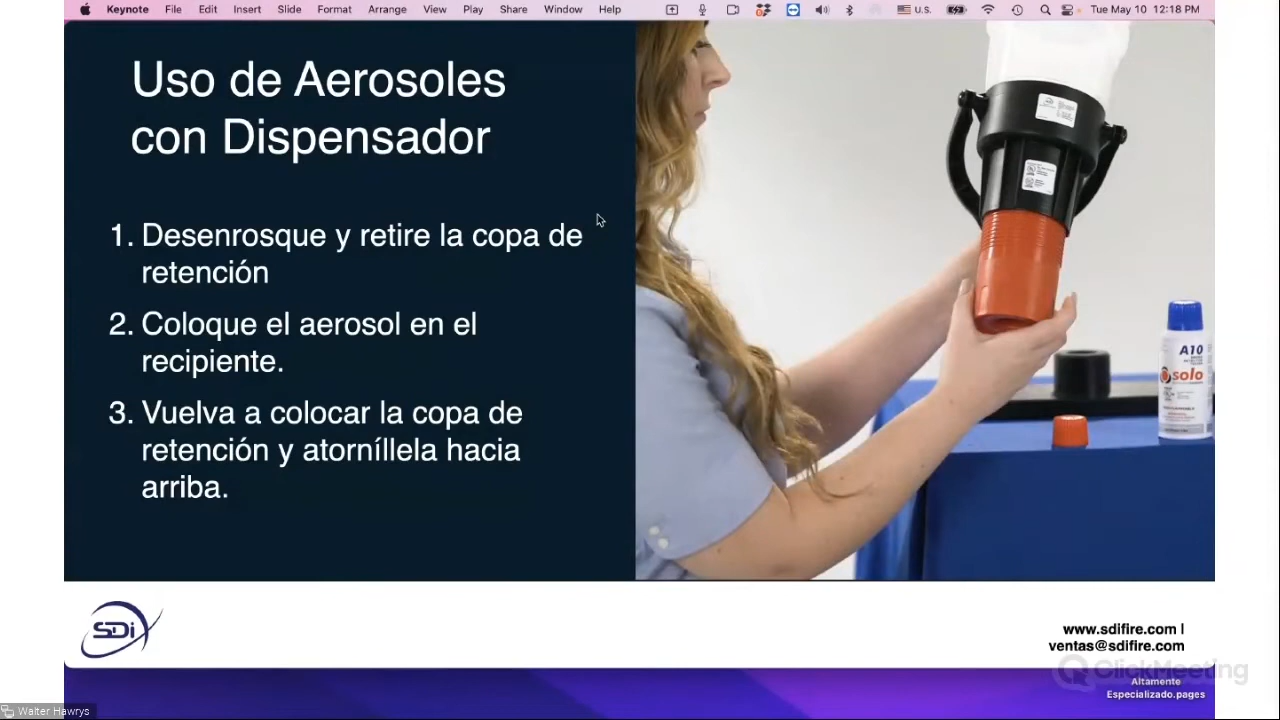 Keynote File Edit Insert Slide Format Arrange View Play Share Window Help U.S. Tue May 10 12:18 PM
Uso de Aerosoles
con Dispensador
1. Desenrosque y retire la copa de
retención
2. Coloque el aerosol en el
recipiente.
3. Vuelva a colocar la copa de
retención y atorníllela hacia
arriba.
A10
solo
SDi
www.sdifire.com |
ventas@sdifire.com
ClickMeeting
Altamente
Especializado.pages
Walter Hawrys